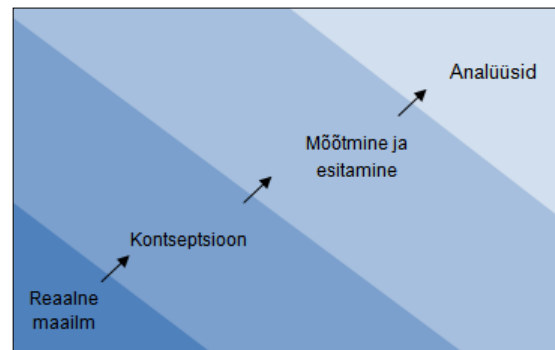 Analüüsid
Mõõtmine ja
esitamine
Kontseptsioon
Reaalne
maailm